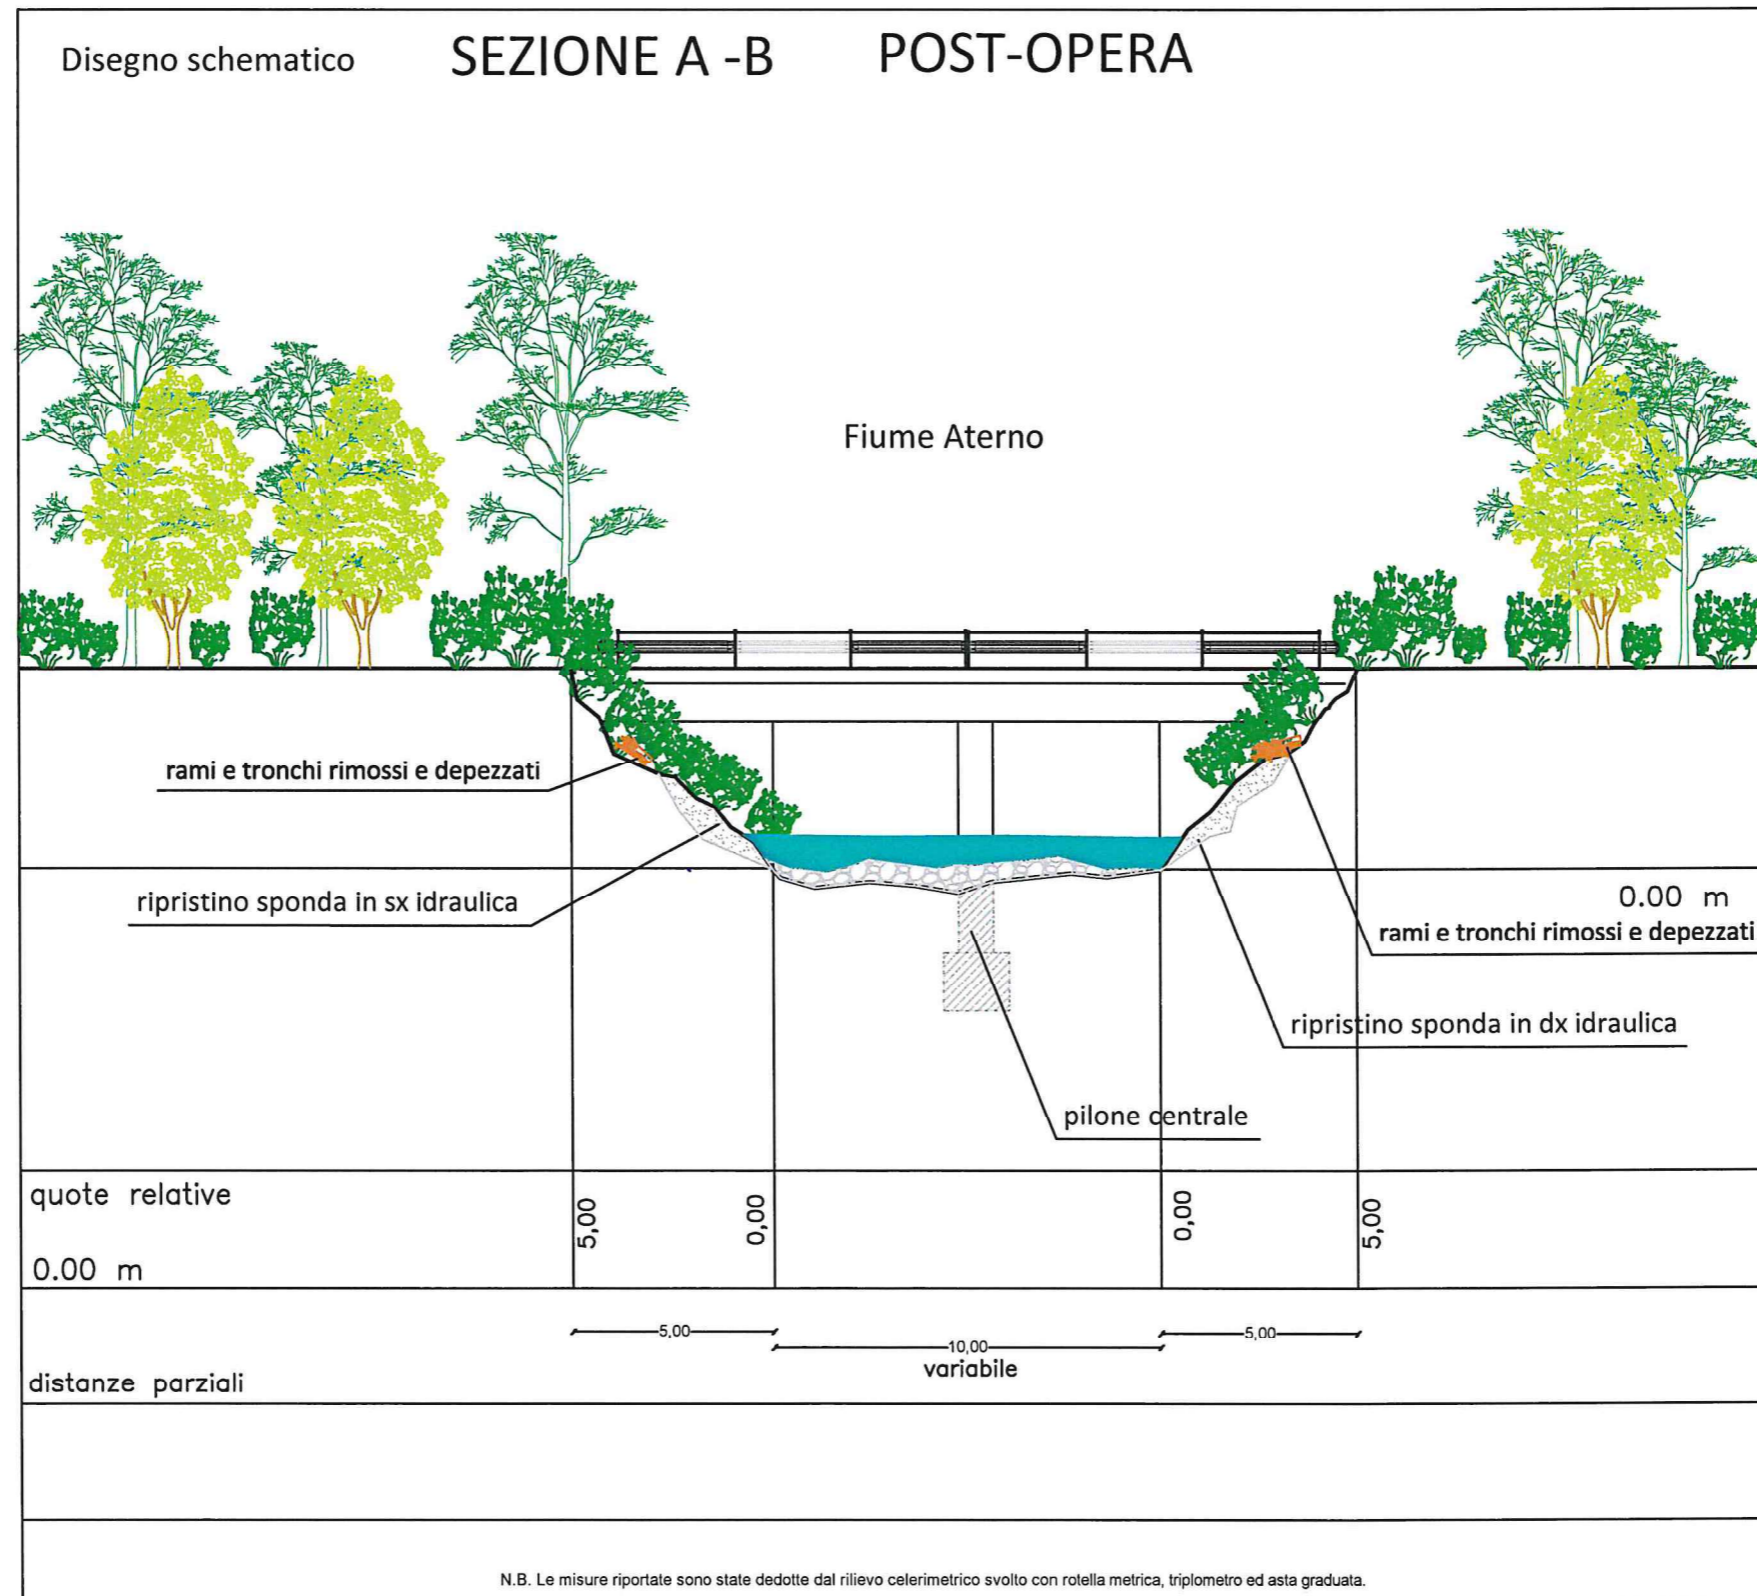 Disegno schematico SEZIONE A -B POST-OPERA
Fiume Aterno
rami e tronchi rimossi e depezzati
ripristino sponda in sx idraulica
0.00 m
rami e tronchi rimossi e depezzati
ripristino sponda in dx idraulica
pilone centrale
quote relative
5,00
0,00
0,00
5,00
0.00 m
5,00
10,00
5,00
variabile
distanze parziali
N.B. Le misure riportate sono state dedotte dal rilievo celerimetrico svolto con rotella metrica, triplometro ed asta graduata.